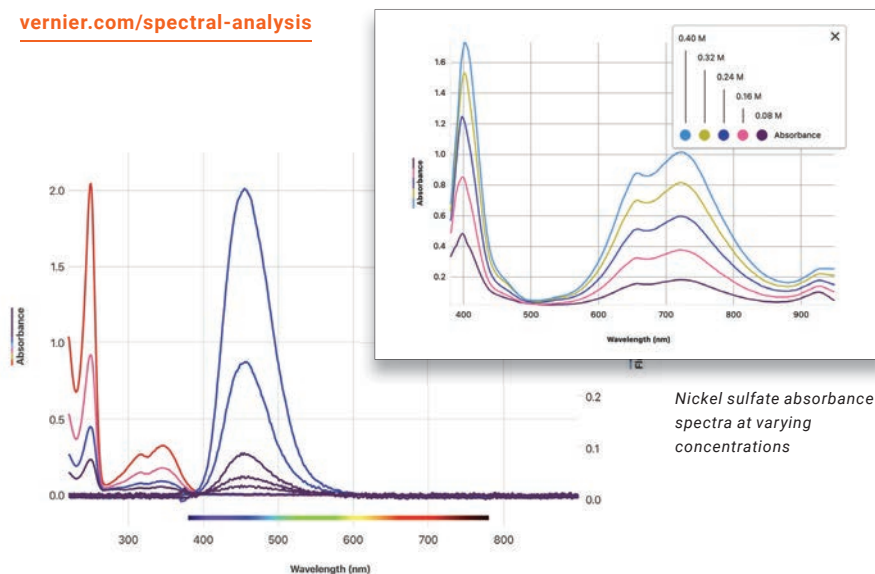 vernier.com/spectral-analysis
0.40 M
0.32 M
0.24 M
0.16 M
0.08 M
Absorbance
1.6
1.4
1.2
1.0
0.8
0.6
0.4
0.2
Absorbance
400
500
600
700
800
900
Wavelength (nm)
2.0
1.5
1.0
0.5
0.0
Absorbance
300
400
500
600
700
800
Wavelength (nm)
0.2
0.1
0.0
Nickel sulfate absorbance
spectra at varying
concentrations